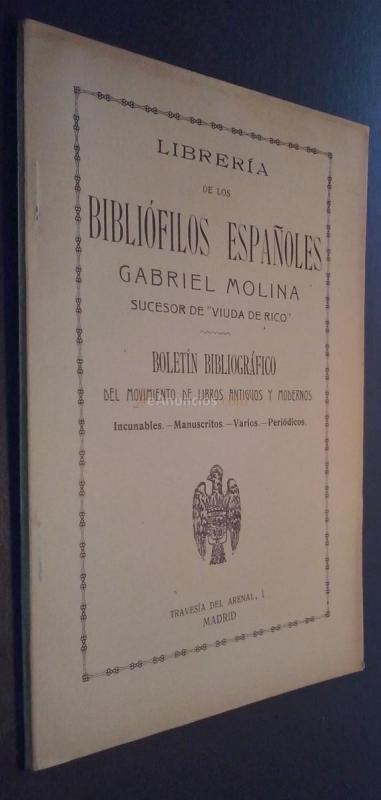 LIBRERÍA
DE LOS
BIBLIÓFILOS ESPAÑOLES
GABRIEL MOLINA
SUCESOR DE "VIUDA DE RICO"
BOLETÍN BIBLIOGRÁFICO
DEL MOVIMIENTO DE LIBROS ANTIGUOS Y MODERNOS
Incunables.—Manuscritos.—Varios.—Periódicos.
TRAVESÍA DEL ARENAL, 1
MADRID